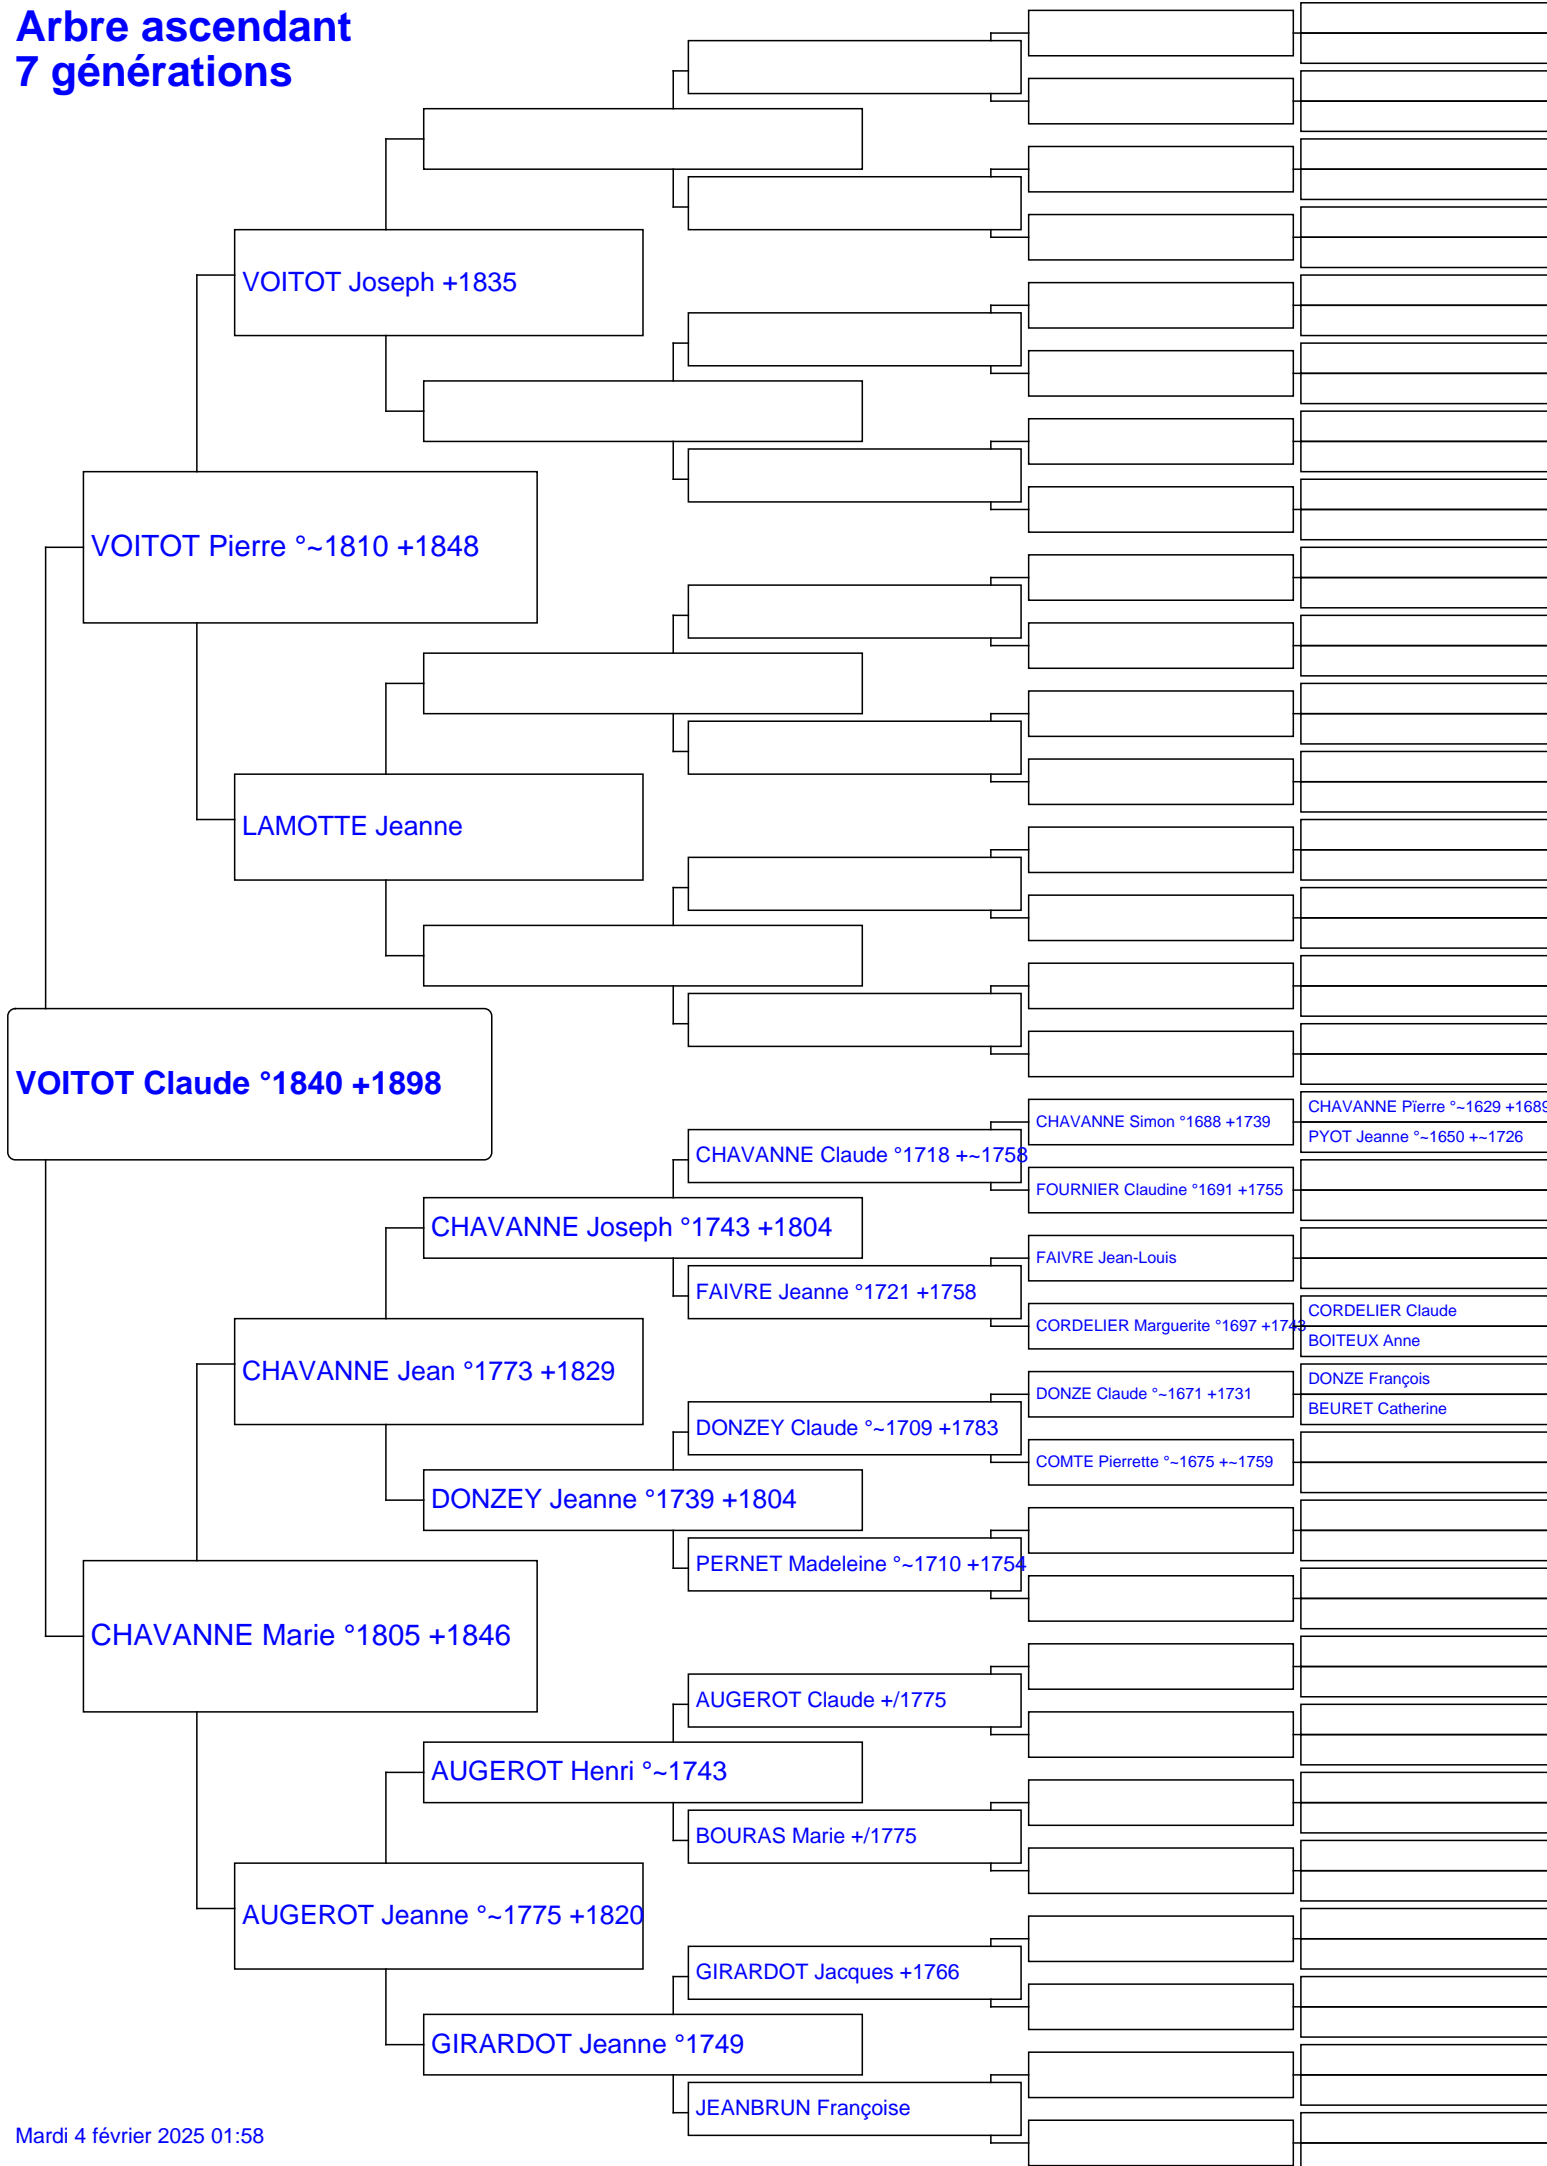 Arbre ascendant
7 générations
VOITOT Joseph +1835
VOITOT Pierre °~1810 +1848
LAMOTTE Jeanne
VOITOT Claude °1840 +1898
CHAVANNE Simon °1688 +1739
CHAVANNE Pïerre °~1629 +1689
PYOT Jeanne °~1650 +~1726
CHAVANNE Claude °1718 +~1758
FOURNIER Claudine °1691 +1755
CHAVANNE Joseph °1743 +1804
FAIVRE Jean-Louis
FAIVRE Jeanne °1721 +1758
CORDELIER Marguerite °1697 +1743
CORDELIER Claude
BOITEUX Anne
CHAVANNE Jean °1773 +1829
DONZE Claude °~1671 +1731
DONZE François
BEURET Catherine
DONZEY Claude °~1709 +1783
COMTE Pierrette °~1675 +~1759
DONZEY Jeanne °1739 +1804
PERNET Madeleine °~1710 +1754
CHAVANNE Marie °1805 +1846
AUGEROT Claude +/1775
AUGEROT Henri °~1743
BOURAS Marie +/1775
AUGEROT Jeanne °~1775 +1820
GIRARDOT Jacques +1766
GIRARDOT Jeanne °1749
JEANBRUN Françoise
Mardi 4 février 2025 01:58